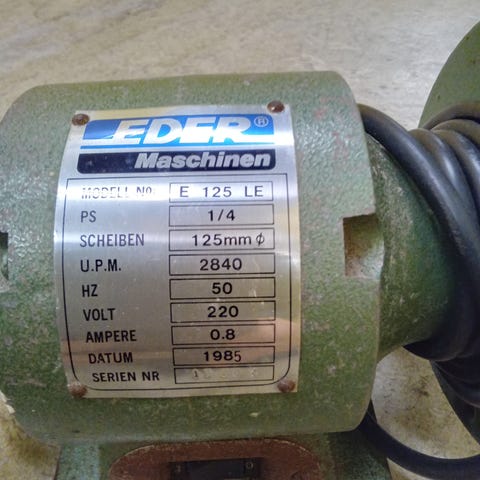 EDER®
Maschinen
MODELL No: E 125 LE
PS 1/4
SCHEIBEN 125mm ϕ
U.P.M. 2840
HZ 50
VOLT 220
AMPERE 0.8
DATUM 1985
SERIEN NR